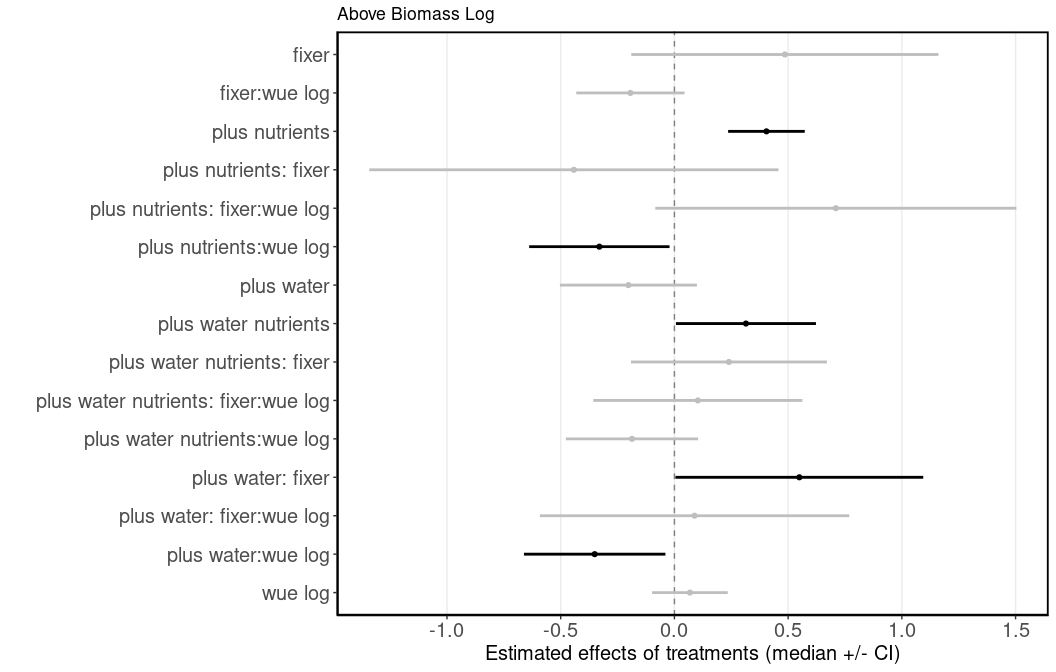 Above Biomass Log
fixer
fixer:wue log
plus nutrients
plus nutrients: fixer
plus nutrients: fixer:wue log
plus nutrients:wue log
plus water
plus water nutrients
plus water nutrients: fixer
plus water nutrients: fixer:wue log
plus water nutrients:wue log
plus water: fixer
plus water: fixer:wue log
plus water:wue log
wue log
-1.0 -0.5 0.0 0.5 1.0 1.5
Estimated effects of treatments (median +/- CI)